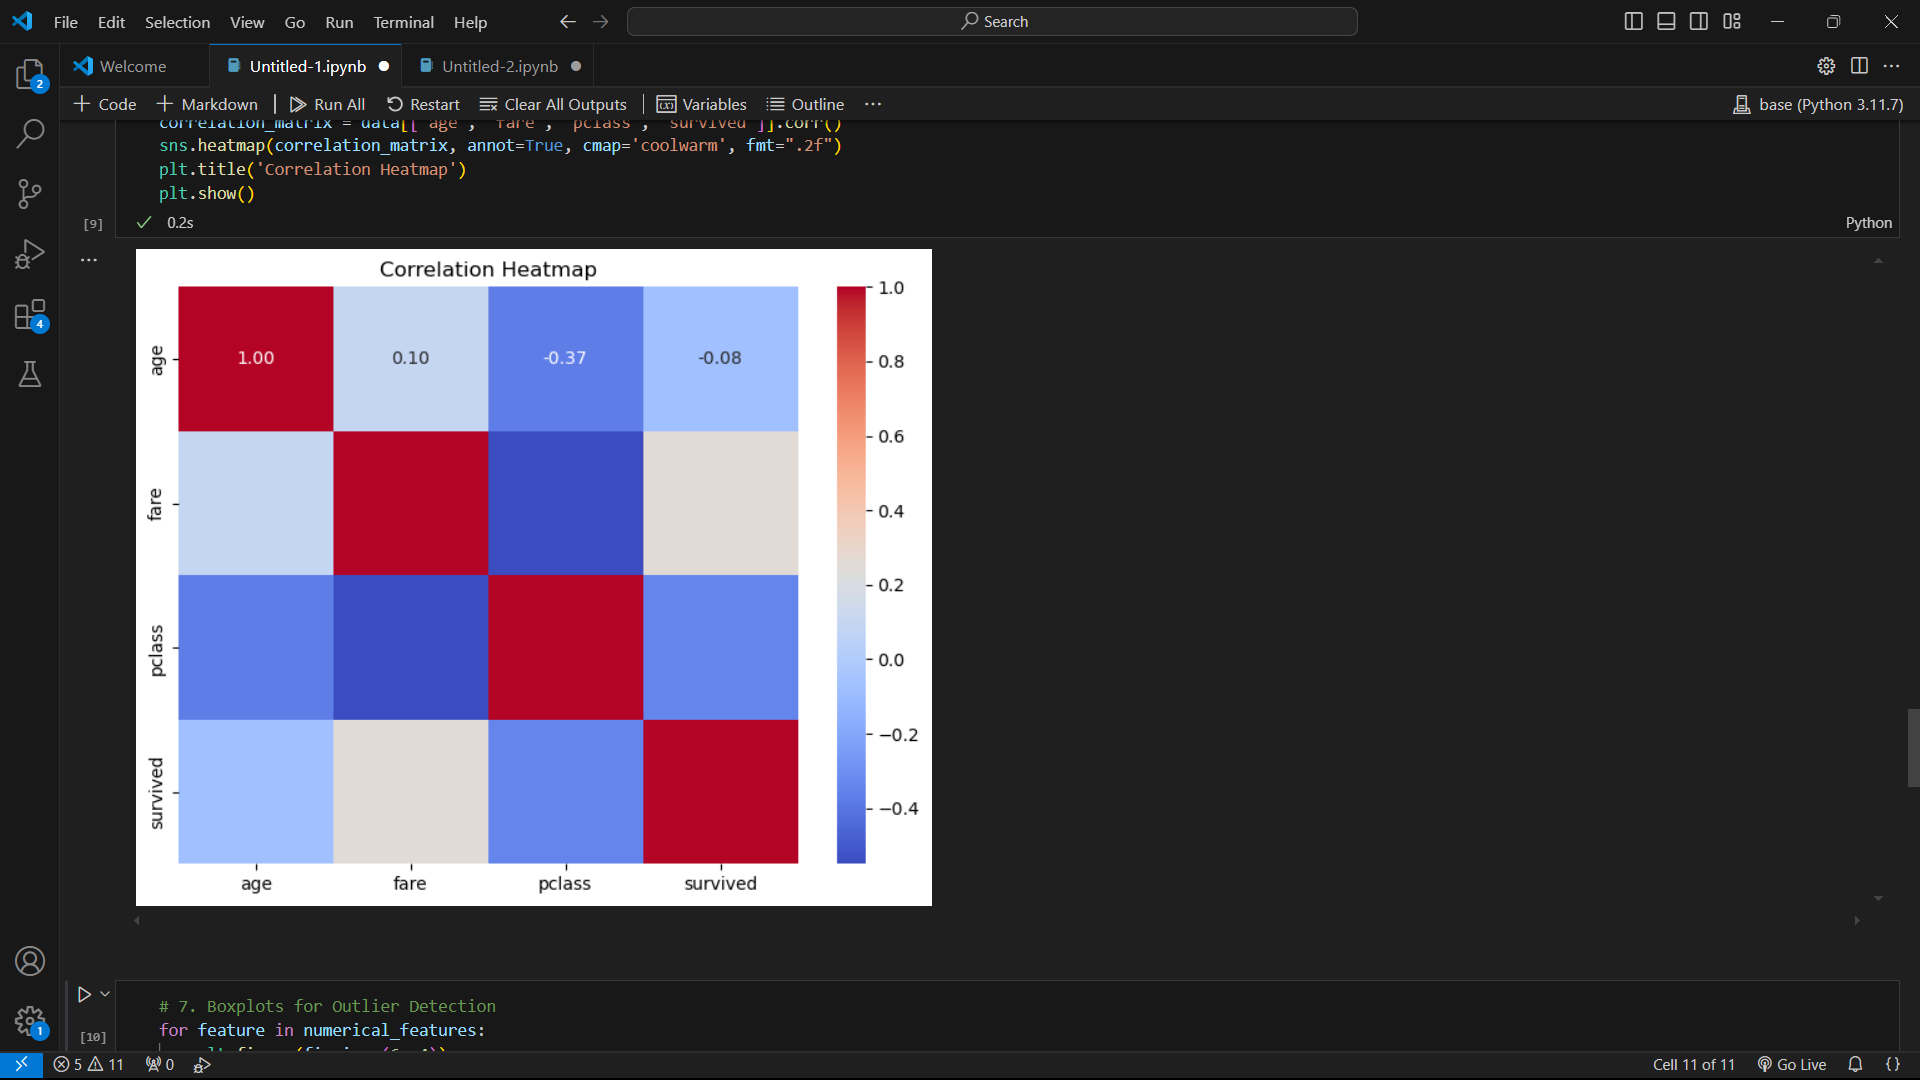 File Edit Selection View Go Run Terminal Help
Search
2
Welcome
Untitled-1.ipynb
Untitled-2.ipynb
Code Markdown Run All Restart Clear All Outputs Variables Outline ...
base (Python 3.11.7)
correlation_matrix = data[['age', 'fare', 'pclass', 'survived']].corr()
sns.heatmap(correlation_matrix, annot=True, cmap='coolwarm', fmt=".2f")
plt.title('Correlation Heatmap')
plt.show()
[9] 0.2s Python
...
Correlation Heatmap
1.0
0.8
0.6
0.4
0.2
0.0
−0.2
−0.4
age 1.00 0.10 -0.37 -0.08
fare
pclass
survived
age fare pclass survived
4
# 7. Boxplots for Outlier Detection
for feature in numerical_features:
[10]
1
5 11 0 Cell 11 of 11 Go Live {}